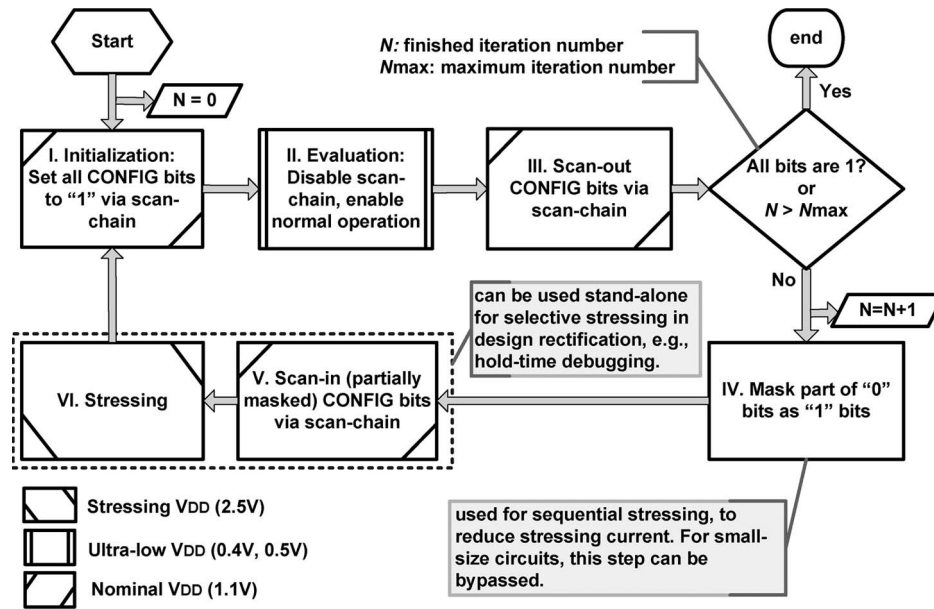 Start
N = 0
I. Initialization:
Set all CONFIG bits
to “1” via scan-
chain
II. Evaluation:
Disable scan-
chain, enable
normal operation
III. Scan-out
CONFIG bits via
scan-chain
N: finished iteration number
Nmax: maximum iteration number
end
Yes
All bits are 1?
or
N > Nmax
No
N=N+1
can be used stand-alone
for selective stressing in
design rectification, e.g.,
hold-time debugging.
VI. Stressing
V. Scan-in (partially
masked) CONFIG bits
via scan-chain
IV. Mask part of “0”
bits as “1” bits
used for sequential stressing, to
reduce stressing current. For small-
size circuits, this step can be
bypassed.
Stressing VDD (2.5V)
Ultra-low VDD (0.4V, 0.5V)
Nominal VDD (1.1V)